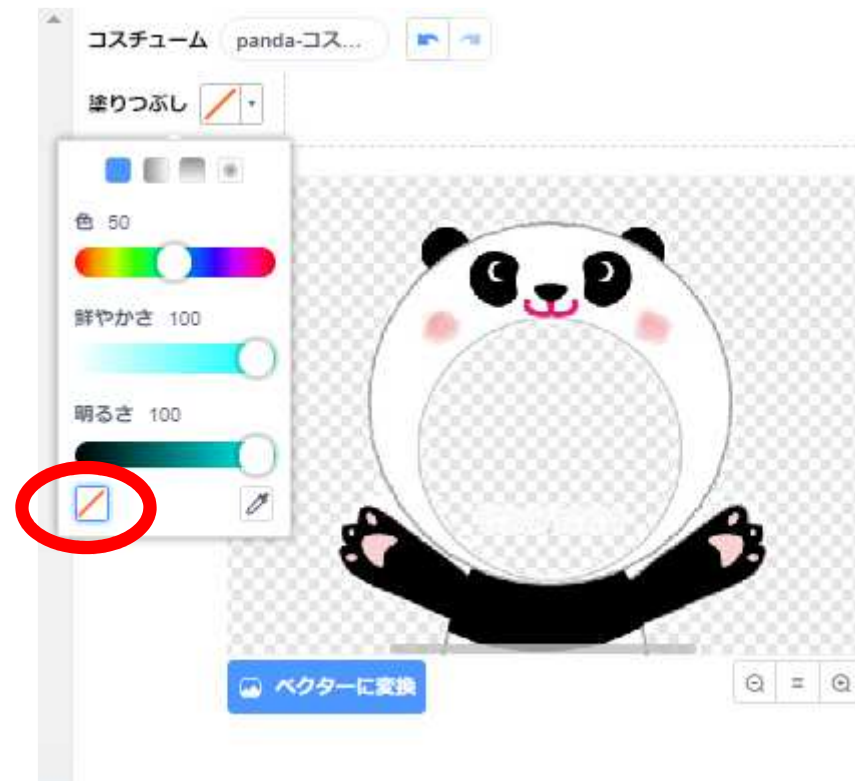 コスチューム panda-コス...
塗りつぶし
色 50
鮮やかさ 100
明るさ 100
ベクターに変換